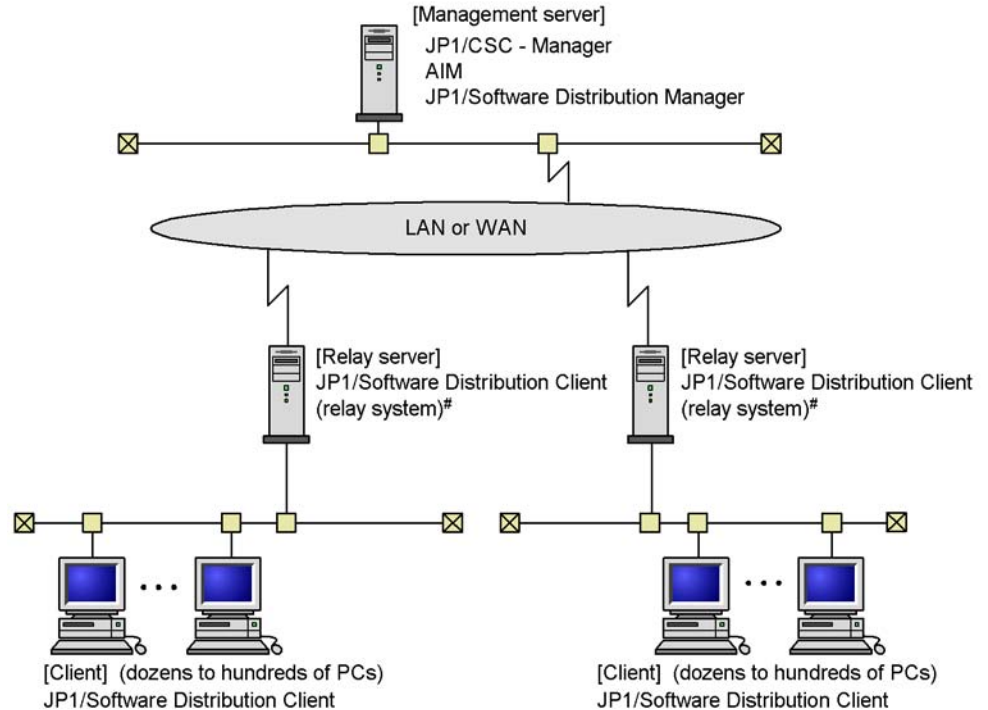 [Management server]
JP1/CSC - Manager
AIM
JP1/Software Distribution Manager
LAN or WAN
[Relay server]
JP1/Software Distribution Client
(relay system)#
[Relay server]
JP1/Software Distribution Client
(relay system)#
[Client] (dozens to hundreds of PCs)
JP1/Software Distribution Client
[Client] (dozens to hundreds of PCs)
JP1/Software Distribution Client